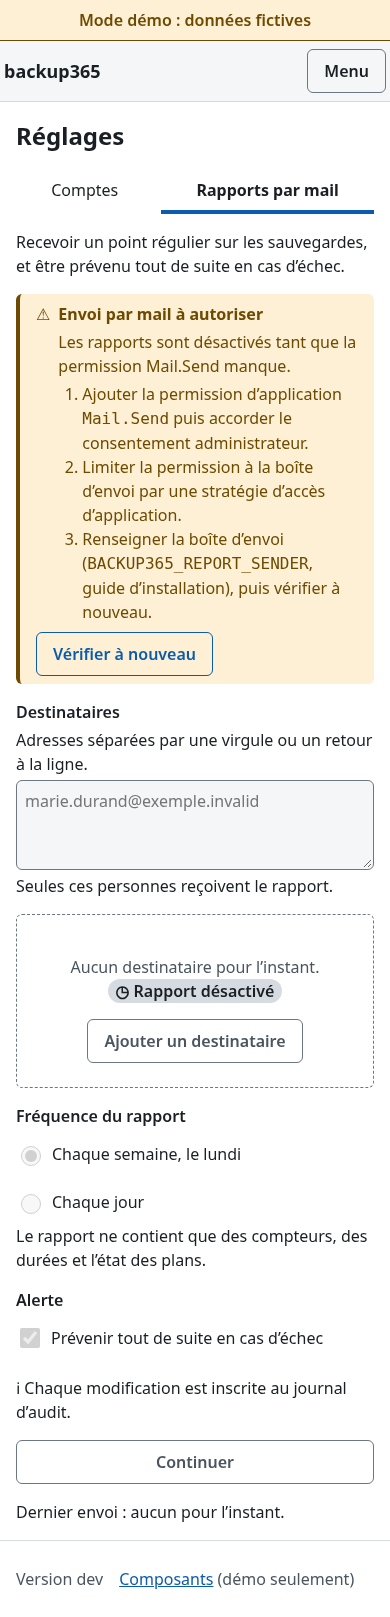 Mode démo : données fictives
backup365
Menu
Réglages
Comptes
Rapports par mail
Recevoir un point régulier sur les sauvegardes,
et être prévenu tout de suite en cas d’échec.
⚠ Envoi par mail à autoriser
Les rapports sont désactivés tant que la
permission Mail.Send manque.
1. Ajouter la permission d’application
Mail.Send puis accorder le
consentement administrateur.
2. Limiter la permission à la boîte
d’envoi par une stratégie d’accès
d’application.
3. Renseigner la boîte d’envoi
(BACKUP365_REPORT_SENDER,
guide d’installation), puis vérifier à
nouveau.
Vérifier à nouveau
Destinataires
Adresses séparées par une virgule ou un retour
à la ligne.
marie.durand@exemple.invalid
Seules ces personnes reçoivent le rapport.
Aucun destinataire pour l’instant.
◷ Rapport désactivé
Ajouter un destinataire
Fréquence du rapport
Chaque semaine, le lundi
Chaque jour
Le rapport ne contient que des compteurs, des
durées et l’état des plans.
Alerte
Prévenir tout de suite en cas d’échec
i Chaque modification est inscrite au journal
d’audit.
Continuer
Dernier envoi : aucun pour l’instant.
Version dev Composants (démo seulement)